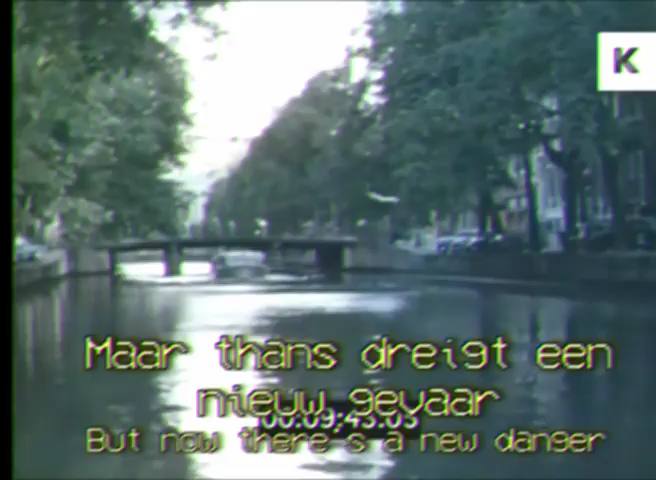 K
Maar thans dreigt een
nieuw gevaar
00:09:43:03
But now there's a new danger